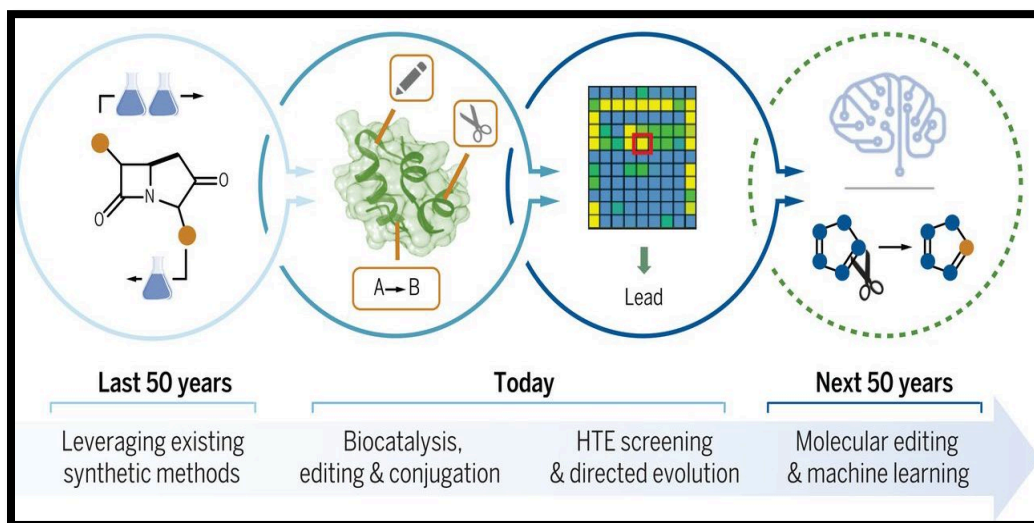 O
N
O
A → B
Lead
Last 50 years
Today
Next 50 years
Leveraging existing
synthetic methods
Biocatalysis,
editing & conjugation
HTE screening
& directed evolution
Molecular editing
& machine learning